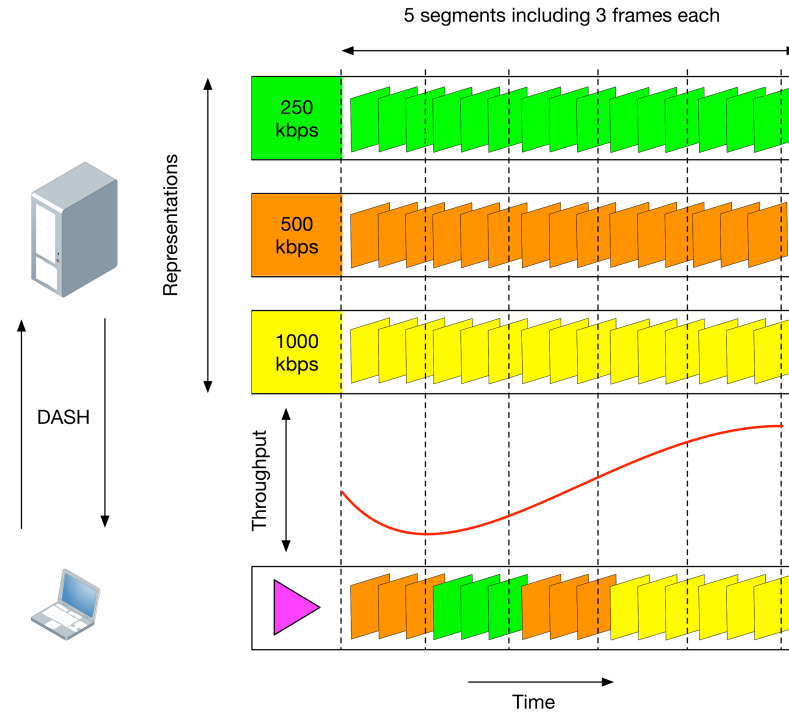 5 segments including 3 frames each
Representations
250
kbps
500
kbps
1000
kbps
DASH
Throughput
Time